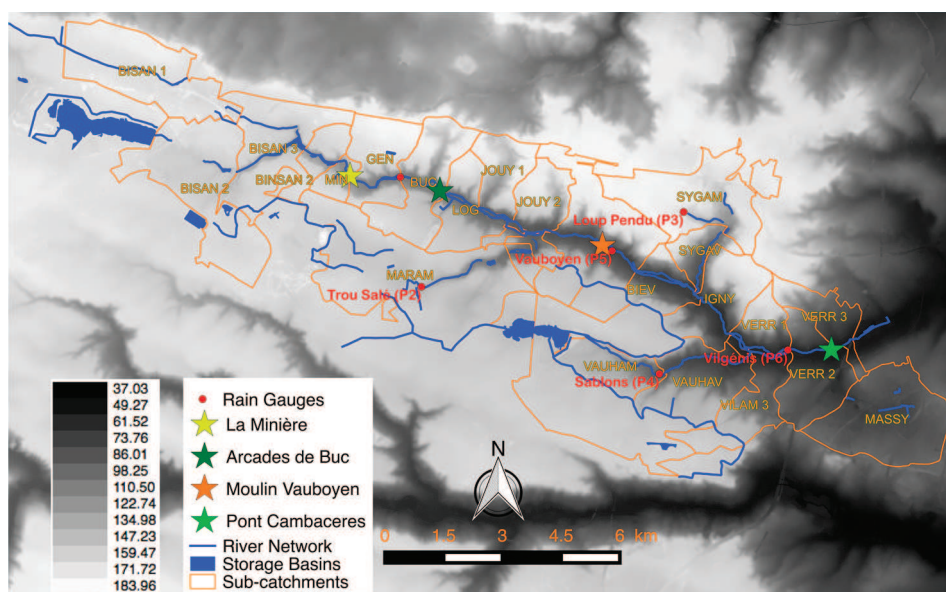 BISAN 1
BISAN 3
GEN
BISAN 2
BINSAN 2
MIN
BUC
JOUY 1
LOG
JOUY 2
SYGAM
Loup Pendu (P3)
SYGA7
Vauboyen (P5)
MARAM
BIEV
Trou Salé (P2)
IGNY
VERR 1
VERR 3
VAUHAM
Vilgénis (P6)
Sablons (P4)
VAUHAV
VERR 2
VILAM 3
MASSY
37.03
49.27
61.52
73.76
86.01
98.25
110.50
122.74
134.98
147.23
159.47
171.72
183.96
Rain Gauges
La Minière
Arcades de Buc
Moulin Vauboyen
Pont Cambaceres
River Network
Storage Basins
Sub-catchments
N
0 1.5 3 4.5 6 km